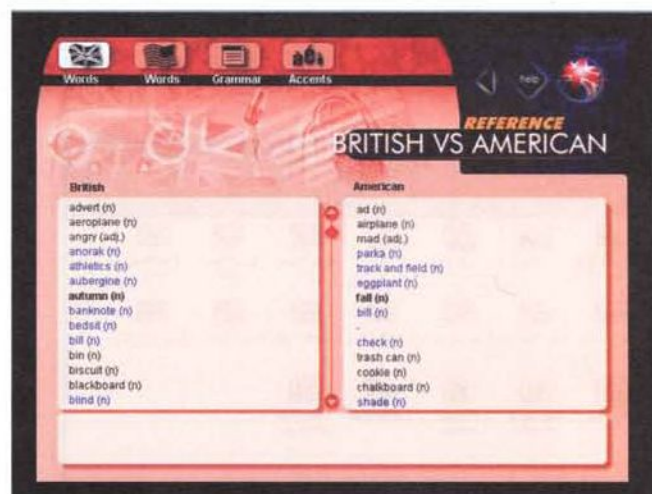 Words Words Grammar Accents
help
REFERENCE
BRITISH VS AMERICAN
British
advert (n)
aeroplane (n)
angry (adj.)
anorak (n)
athletics (n)
aubergine (n)
autumn (n)
banknote (n)
bedsit (n)
bill (n)
bin (n)
biscuit (n)
blackboard (n)
blind (n)
American
ad (n)
airplane (n)
mad (adj.)
parka (n)
track and field (n)
eggplant (n)
fall (n)
bill (n)
-
check (n)
trash can (n)
cookie (n)
chalkboard (n)
shade (n)